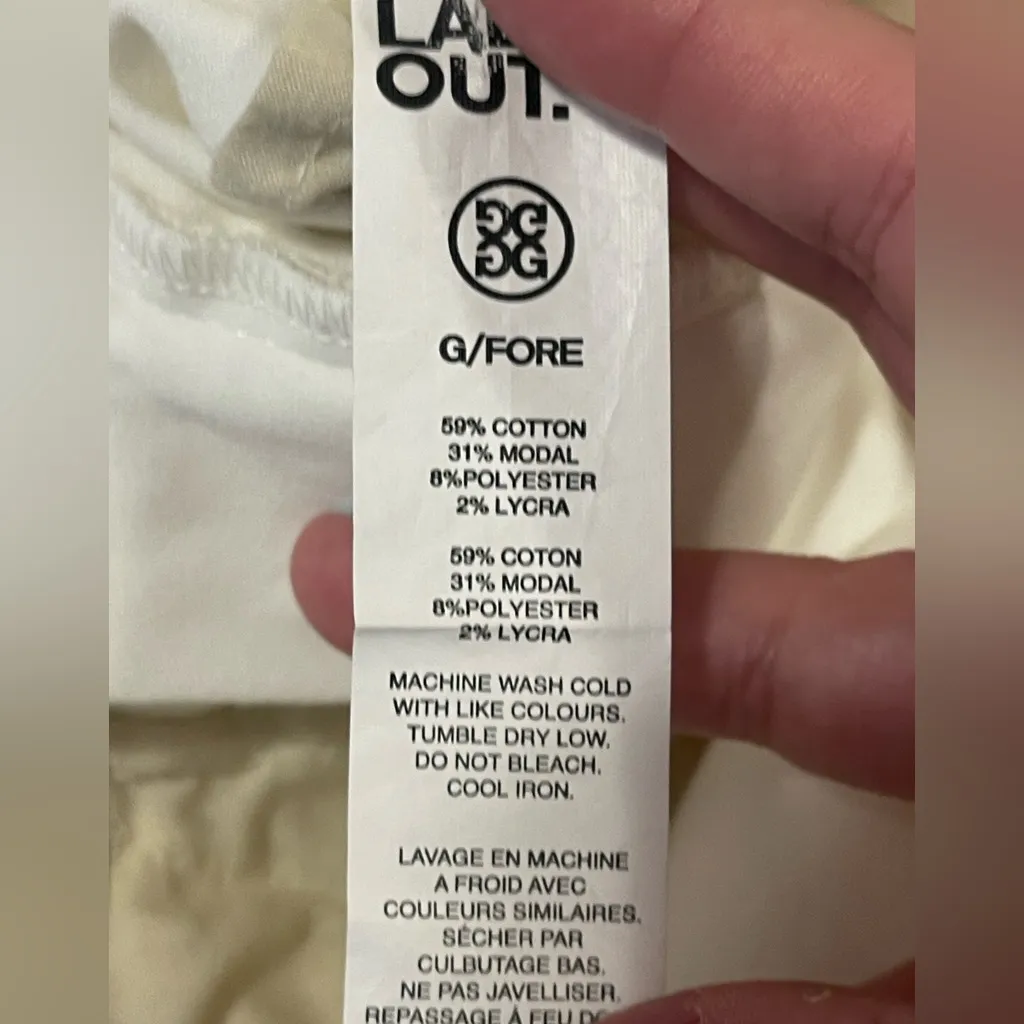 OUT.
G/FORE
59% COTTON
31% MODAL
8%POLYESTER
2% LYCRA
59% COTON
31% MODAL
8%POLYESTER
2% LYCRA
MACHINE WASH COLD
WITH LIKE COLOURS.
TUMBLE DRY LOW.
DO NOT BLEACH.
COOL IRON.
LAVAGE EN MACHINE
A FROID AVEC
COULEURS SIMILAIRES.
SÉCHER PAR
CULBUTAGE BAS.
NE PAS JAVELLISER.
REPASSAGE À FEU